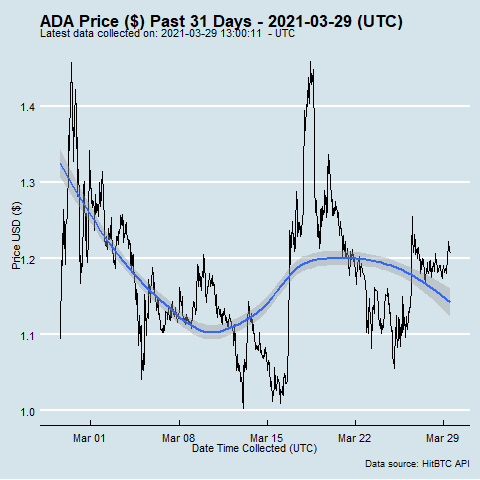 ADA Price ($) Past 31 Days - 2021-03-29 (UTC)
Latest data collected on: 2021-03-29 13:00:11 - UTC
Price USD ($)
1.4
1.3
1.2
1.1
1.0
Mar 01 Mar 08 Mar 15 Mar 22 Mar 29
Date Time Collected (UTC)
Data source: HitBTC API